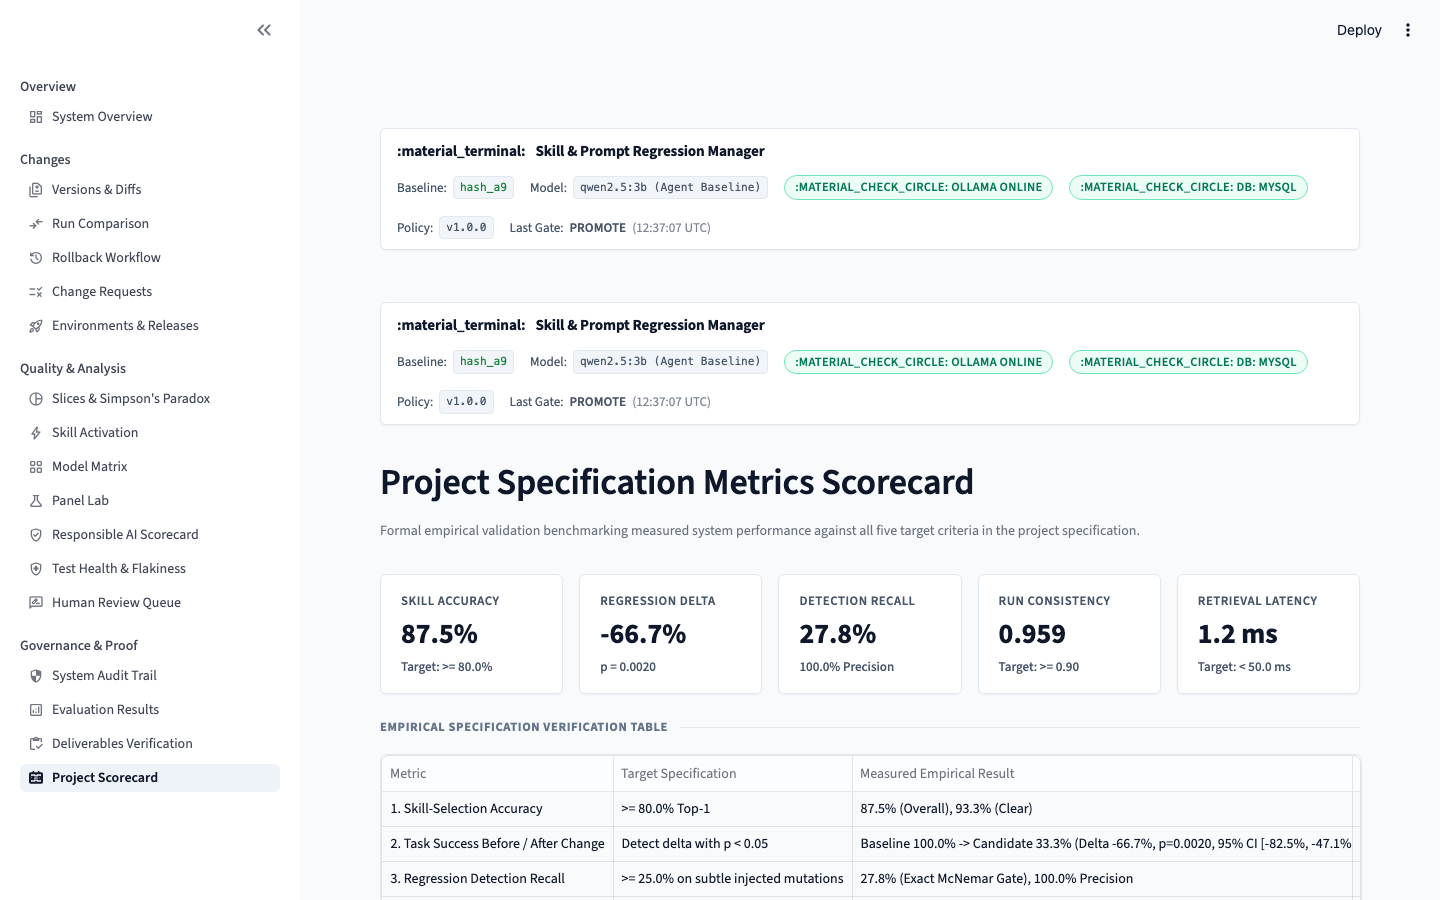 Deploy
Overview
System Overview
Changes
Versions & Diffs
Run Comparison
Rollback Workflow
Change Requests
Environments & Releases
Quality & Analysis
Slices & Simpson's Paradox
Skill Activation
Model Matrix
Panel Lab
Responsible AI Scorecard
Test Health & Flakiness
Human Review Queue
Governance & Proof
System Audit Trail
Evaluation Results
Deliverables Verification
Project Scorecard
:material_terminal: Skill & Prompt Regression Manager
Baseline: hash_a9 Model: qwen2.5:3b (Agent Baseline) :MATERIAL_CHECK_CIRCLE: OLLAMA ONLINE :MATERIAL_CHECK_CIRCLE: DB: MYSQL
Policy: v1.0.0 Last Gate: PROMOTE (12:37:07 UTC)
:material_terminal: Skill & Prompt Regression Manager
Baseline: hash_a9 Model: qwen2.5:3b (Agent Baseline) :MATERIAL_CHECK_CIRCLE: OLLAMA ONLINE :MATERIAL_CHECK_CIRCLE: DB: MYSQL
Policy: v1.0.0 Last Gate: PROMOTE (12:37:07 UTC)
Project Specification Metrics Scorecard
Formal empirical validation benchmarking measured system performance against all five target criteria in the project specification.
SKILL ACCURACY
87.5%
Target: >= 80.0%
REGRESSION DELTA
-66.7%
p = 0.0020
DETECTION RECALL
27.8%
100.0% Precision
RUN CONSISTENCY
0.959
Target: >= 0.90
RETRIEVAL LATENCY
1.2 ms
Target: < 50.0 ms
EMPIRICAL SPECIFICATION VERIFICATION TABLE
Metric Target Specification Measured Empirical Result
1. Skill-Selection Accuracy >= 80.0% Top-1 87.5% (Overall), 93.3% (Clear)
2. Task Success Before / After Change Detect delta with p < 0.05 Baseline 100.0% -> Candidate 33.3% (Delta -66.7%, p=0.0020, 95% CI [-82.5%, -47.1%
3. Regression Detection Recall >= 25.0% on subtle injected mutations 27.8% (Exact McNemar Gate), 100.0% Precision